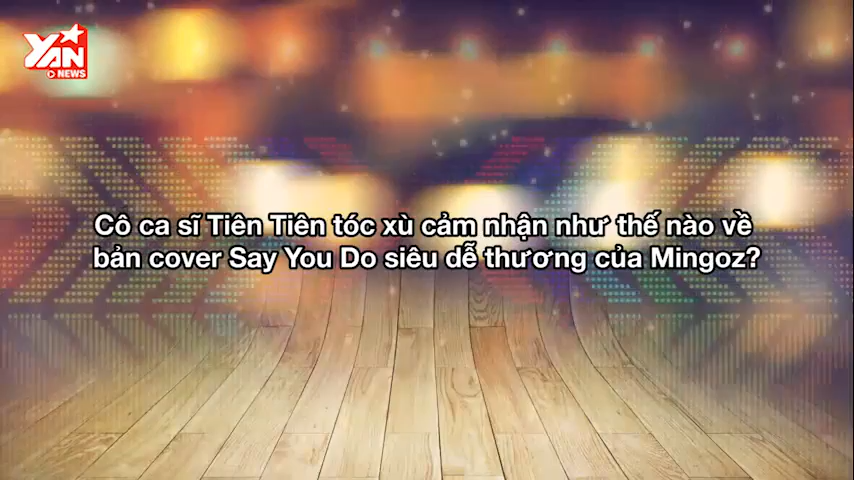 YAN
NEWS
Cô ca sĩ Tiên Tiên tóc xù cảm nhận như thế nào về
bản cover Say You Do siêu dễ thương của Mingoz?